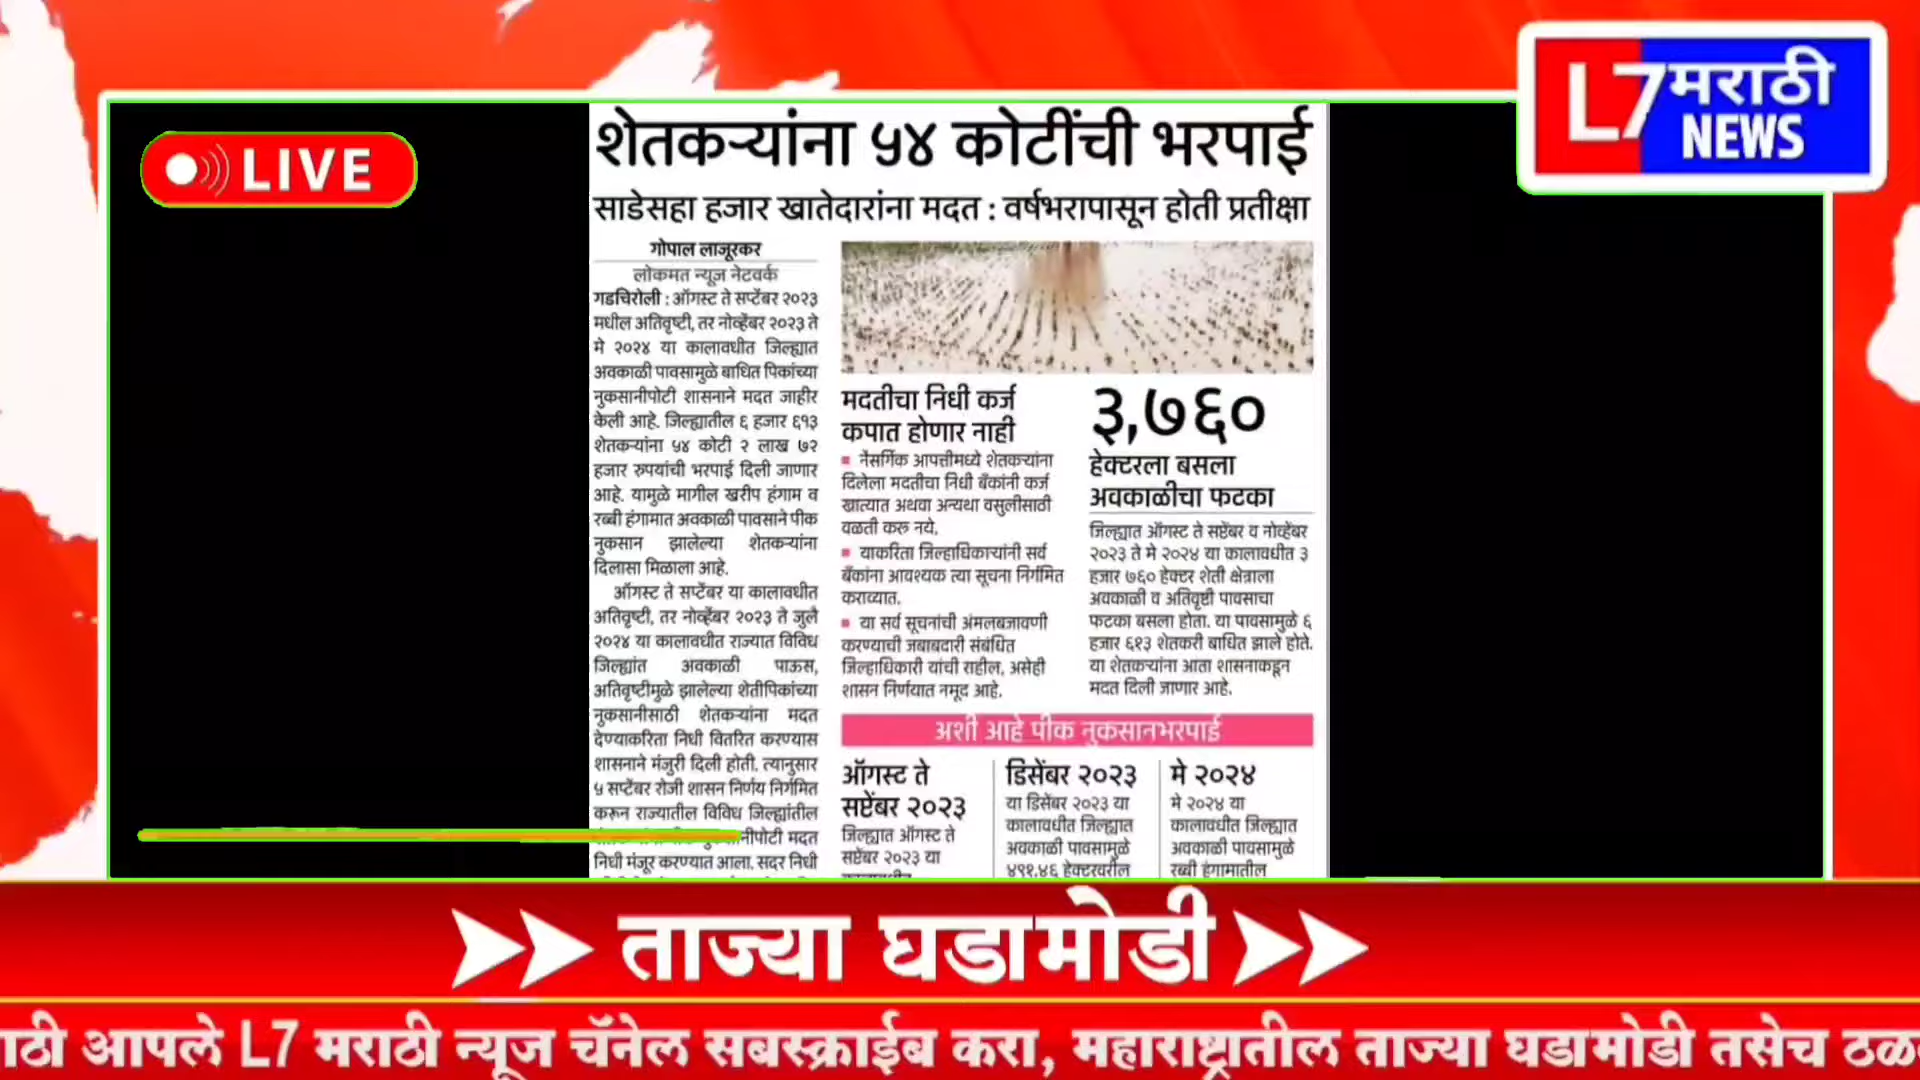 L7 मराठी
NEWS
LIVE
शेतकऱ्यांना ५४ कोटींची भरपाई
साडेसहा हजार खातेदारांना मदत : वर्षभरापासून होती प्रतीक्षा
गोपाल लाजूरकर
लोकमत न्यूज नेटवर्क
गडचिरोली : ऑगस्ट ते सप्टेंबर २०२३
मधील अतिवृष्टी, तर नोव्हेंबर २०२३ ते
मे २०२४ या कालावधीत जिल्ह्यात
अवकाळी पावसामुळे बाधित पिकांच्या
नुकसानीपोटी शासनाने मदत जाहीर
केली आहे. जिल्ह्यातील ६ हजार ६१३
शेतकऱ्यांना ५४ कोटी २ लाख ७२
हजार रुपयांची भरपाई दिली जाणार
आहे. यामुळे मागील खरीप हंगाम व
रब्बी हंगामात अवकाळी पावसाने पीक
नुकसान झालेल्या शेतकऱ्यांना
दिलासा मिळाला आहे.
ऑगस्ट ते सप्टेंबर या कालावधीत
अतिवृष्टी, तर नोव्हेंबर २०२३ ते जुलै
२०२४ या कालावधीत राज्यात विविध
जिल्ह्यांत अवकाळी पाऊस,
अतिवृष्टीमुळे झालेल्या शेतीपिकांच्या
नुकसानीसाठी शेतकऱ्यांना मदत
देण्याकरिता निधी वितरित करण्यास
शासनाने मंजुरी दिली होती. त्यानुसार
५ सप्टेंबर रोजी शासन निर्णय निर्गमित
करून राज्यातील विविध जिल्ह्यांतील
मदत
निधी मंजूर करण्यात आला. सदर निधी
मदतीचा निधी कर्ज
कपात होणार नाही
■ नैसर्गिक आपत्तीमध्ये शेतकऱ्यांना
दिलेला मदतीचा निधी बँकांनी कर्ज
खात्यात अथवा अन्यथा वसुलीसाठी
वळती करू नये.
■ याकरिता जिल्हाधिकाऱ्यांनी सर्व
बँकांना आवश्यक त्या सूचना निर्गमित
कराव्यात.
■ या सर्व सूचनांची अंमलबजावणी
करण्याची जबाबदारी संबंधित
जिल्हाधिकारी यांची राहील, असेही
शासन निर्णयात नमूद आहे.
३,७६०
हेक्टरला बसला
अवकाळीचा फटका
जिल्ह्यात ऑगस्ट ते सप्टेंबर व नोव्हेंबर
२०२३ ते मे २०२४ या कालावधीत ३
हजार ७६० हेक्टर शेती क्षेत्राला
अवकाळी व अतिवृष्टी पावसाचा
फटका बसला होता. या पावसामुळे ६
हजार ६१३ शेतकरी बाधित झाले होते.
या शेतकऱ्यांना आता शासनाकडून
मदत दिली जाणार आहे.
अशी आहे पीक नुकसानभरपाई
ऑगस्ट ते
सप्टेंबर २०२३
जिल्ह्यात ऑगस्ट ते
सप्टेंबर २०२३ या
डिसेंबर २०२३
या डिसेंबर २०२३ या
कालावधीत जिल्ह्यात
अवकाळी पावसामुळे
४९१.४६ हेक्टरवरील
मे २०२४
मे २०२४ या
कालावधीत जिल्ह्यात
अवकाळी पावसामुळे
रब्बी हंगामातील
ताज्या घडामोडी
ाठी आपले L7 मराठी न्यूज चॅनेल सबस्क्राईब करा, महाराष्ट्रातील ताज्या घडामोडी तसेच ठळ